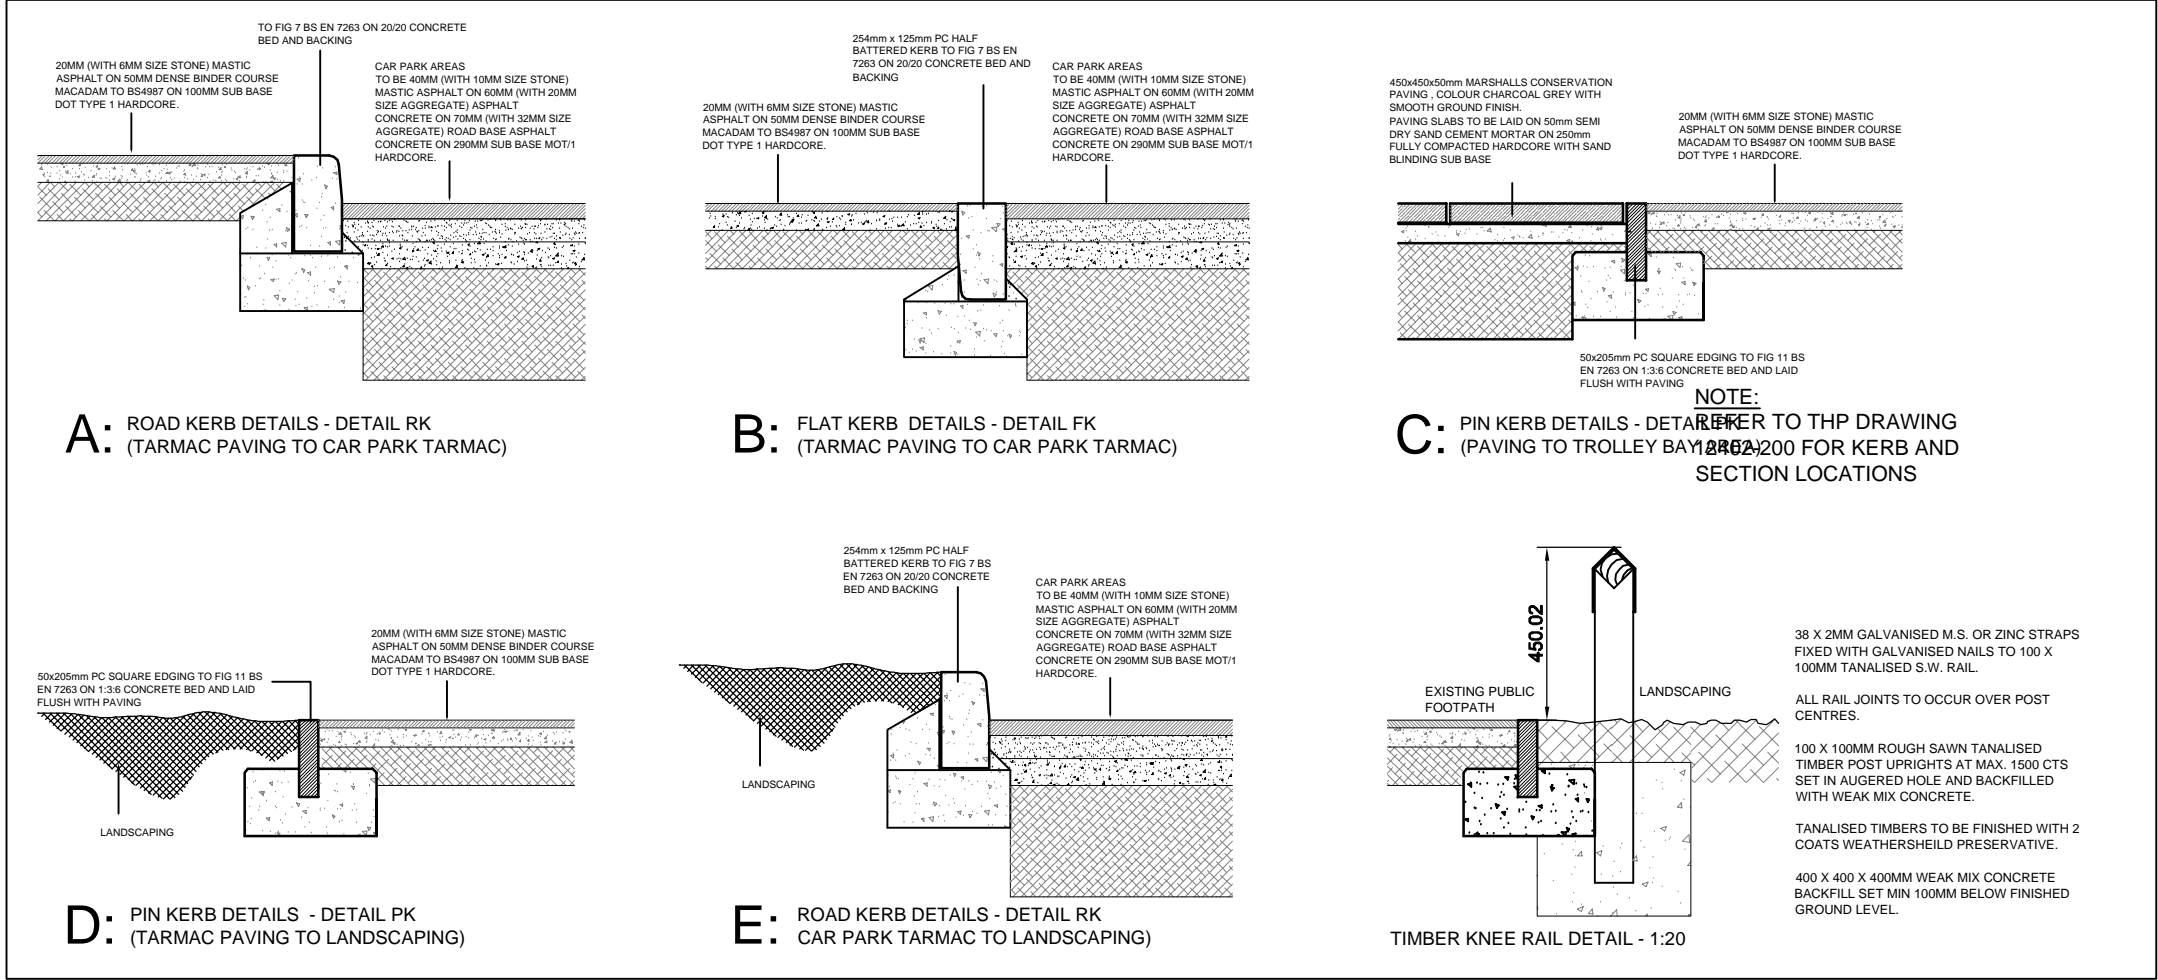 TO FIG 7 BS EN 7263 ON 20/20 CONCRETE
BED AND BACKING
20MM (WITH 6MM SIZE STONE) MASTIC
ASPHALT ON 50MM DENSE BINDER COURSE
MACADAM TO BS4987 ON 100MM SUB BASE
DOT TYPE 1 HARDCORE.
CAR PARK AREAS
TO BE 40MM (WITH 10MM SIZE STONE)
MASTIC ASPHALT ON 60MM (WITH 20MM
SIZE AGGREGATE) ASPHALT
CONCRETE ON 70MM (WITH 32MM SIZE
AGGREGATE) ROAD BASE ASPHALT
CONCRETE ON 290MM SUB BASE MOT/1
HARDCORE.
A: ROAD KERB DETAILS - DETAIL RK
(TARMAC PAVING TO CAR PARK TARMAC)
254mm x 125mm PC HALF
BATTERED KERB TO FIG 7 BS EN
7263 ON 20/20 CONCRETE BED AND
BACKING
20MM (WITH 6MM SIZE STONE) MASTIC
ASPHALT ON 50MM DENSE BINDER COURSE
MACADAM TO BS4987 ON 100MM SUB BASE
DOT TYPE 1 HARDCORE.
CAR PARK AREAS
TO BE 40MM (WITH 10MM SIZE STONE)
MASTIC ASPHALT ON 60MM (WITH 20MM
SIZE AGGREGATE) ASPHALT
CONCRETE ON 70MM (WITH 32MM SIZE
AGGREGATE) ROAD BASE ASPHALT
CONCRETE ON 290MM SUB BASE MOT/1
HARDCORE.
B: FLAT KERB DETAILS - DETAIL FK
(TARMAC PAVING TO CAR PARK TARMAC)
450x450x50mm MARSHALLS CONSERVATION
PAVING , COLOUR CHARCOAL GREY WITH
SMOOTH GROUND FINISH.
PAVING SLABS TO BE LAID ON 50mm SEMI
DRY SAND CEMENT MORTAR ON 250mm
FULLY COMPACTED HARDCORE WITH SAND
BLINDING SUB BASE
20MM (WITH 6MM SIZE STONE) MASTIC
ASPHALT ON 50MM DENSE BINDER COURSE
MACADAM TO BS4987 ON 100MM SUB BASE
DOT TYPE 1 HARDCORE.
50x205mm PC SQUARE EDGING TO FIG 11 BS
EN 7263 ON 1:3:6 CONCRETE BED AND LAID
FLUSH WITH PAVING
C: PIN KERB DETAILS - DETAIL PK
(PAVING TO TROLLEY BAY AREA)
NOTE:
REFER TO THP DRAWING
12402-200 FOR KERB AND
SECTION LOCATIONS
50x205mm PC SQUARE EDGING TO FIG 11 BS
EN 7263 ON 1:3:6 CONCRETE BED AND LAID
FLUSH WITH PAVING
20MM (WITH 6MM SIZE STONE) MASTIC
ASPHALT ON 50MM DENSE BINDER COURSE
MACADAM TO BS4987 ON 100MM SUB BASE
DOT TYPE 1 HARDCORE.
LANDSCAPING
D: PIN KERB DETAILS - DETAIL PK
(TARMAC PAVING TO LANDSCAPING)
254mm x 125mm PC HALF
BATTERED KERB TO FIG 7 BS
EN 7263 ON 20/20 CONCRETE
BED AND BACKING
CAR PARK AREAS
TO BE 40MM (WITH 10MM SIZE STONE)
MASTIC ASPHALT ON 60MM (WITH 20MM
SIZE AGGREGATE) ASPHALT
CONCRETE ON 70MM (WITH 32MM SIZE
AGGREGATE) ROAD BASE ASPHALT
CONCRETE ON 290MM SUB BASE MOT/1
HARDCORE.
LANDSCAPING
E: ROAD KERB DETAILS - DETAIL RK
CAR PARK TARMAC TO LANDSCAPING)
450.02
EXISTING PUBLIC
FOOTPATH
LANDSCAPING
38 X 2MM GALVANISED M.S. OR ZINC STRAPS
FIXED WITH GALVANISED NAILS TO 100 X
100MM TANALISED S.W. RAIL.
ALL RAIL JOINTS TO OCCUR OVER POST
CENTRES.
100 X 100MM ROUGH SAWN TANALISED
TIMBER POST UPRIGHTS AT MAX. 1500 CTS
SET IN AUGERED HOLE AND BACKFILLED
WITH WEAK MIX CONCRETE.
TANALISED TIMBERS TO BE FINISHED WITH 2
COATS WEATHERSHEILD PRESERVATIVE.
400 X 400 X 400MM WEAK MIX CONCRETE
BACKFILL SET MIN 100MM BELOW FINISHED
GROUND LEVEL.
TIMBER KNEE RAIL DETAIL - 1:20